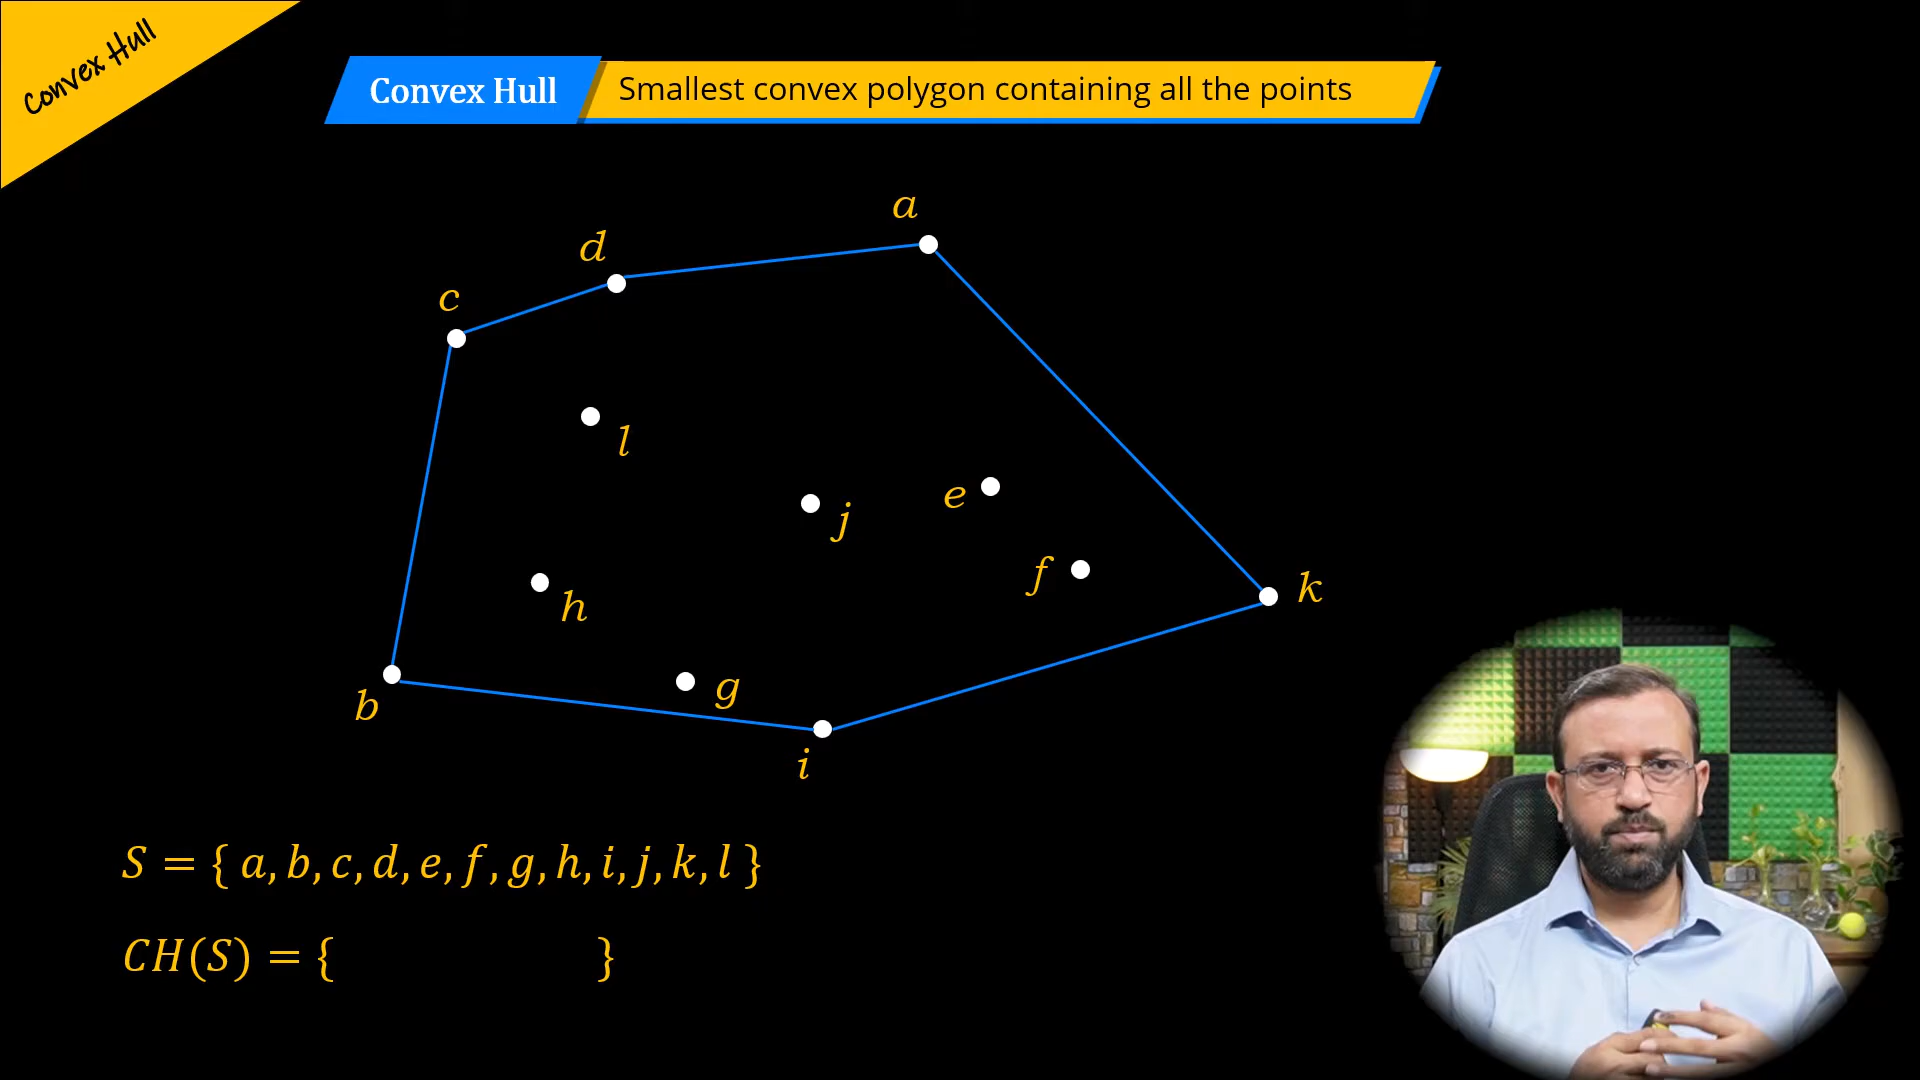 Convex Hull
Convex Hull Smallest convex polygon containing all the points
a
d
c
l
e
j
f
k
h
g
b
i
S = { a, b, c, d, e, f, g, h, i, j, k, l }
CH(S) = { }